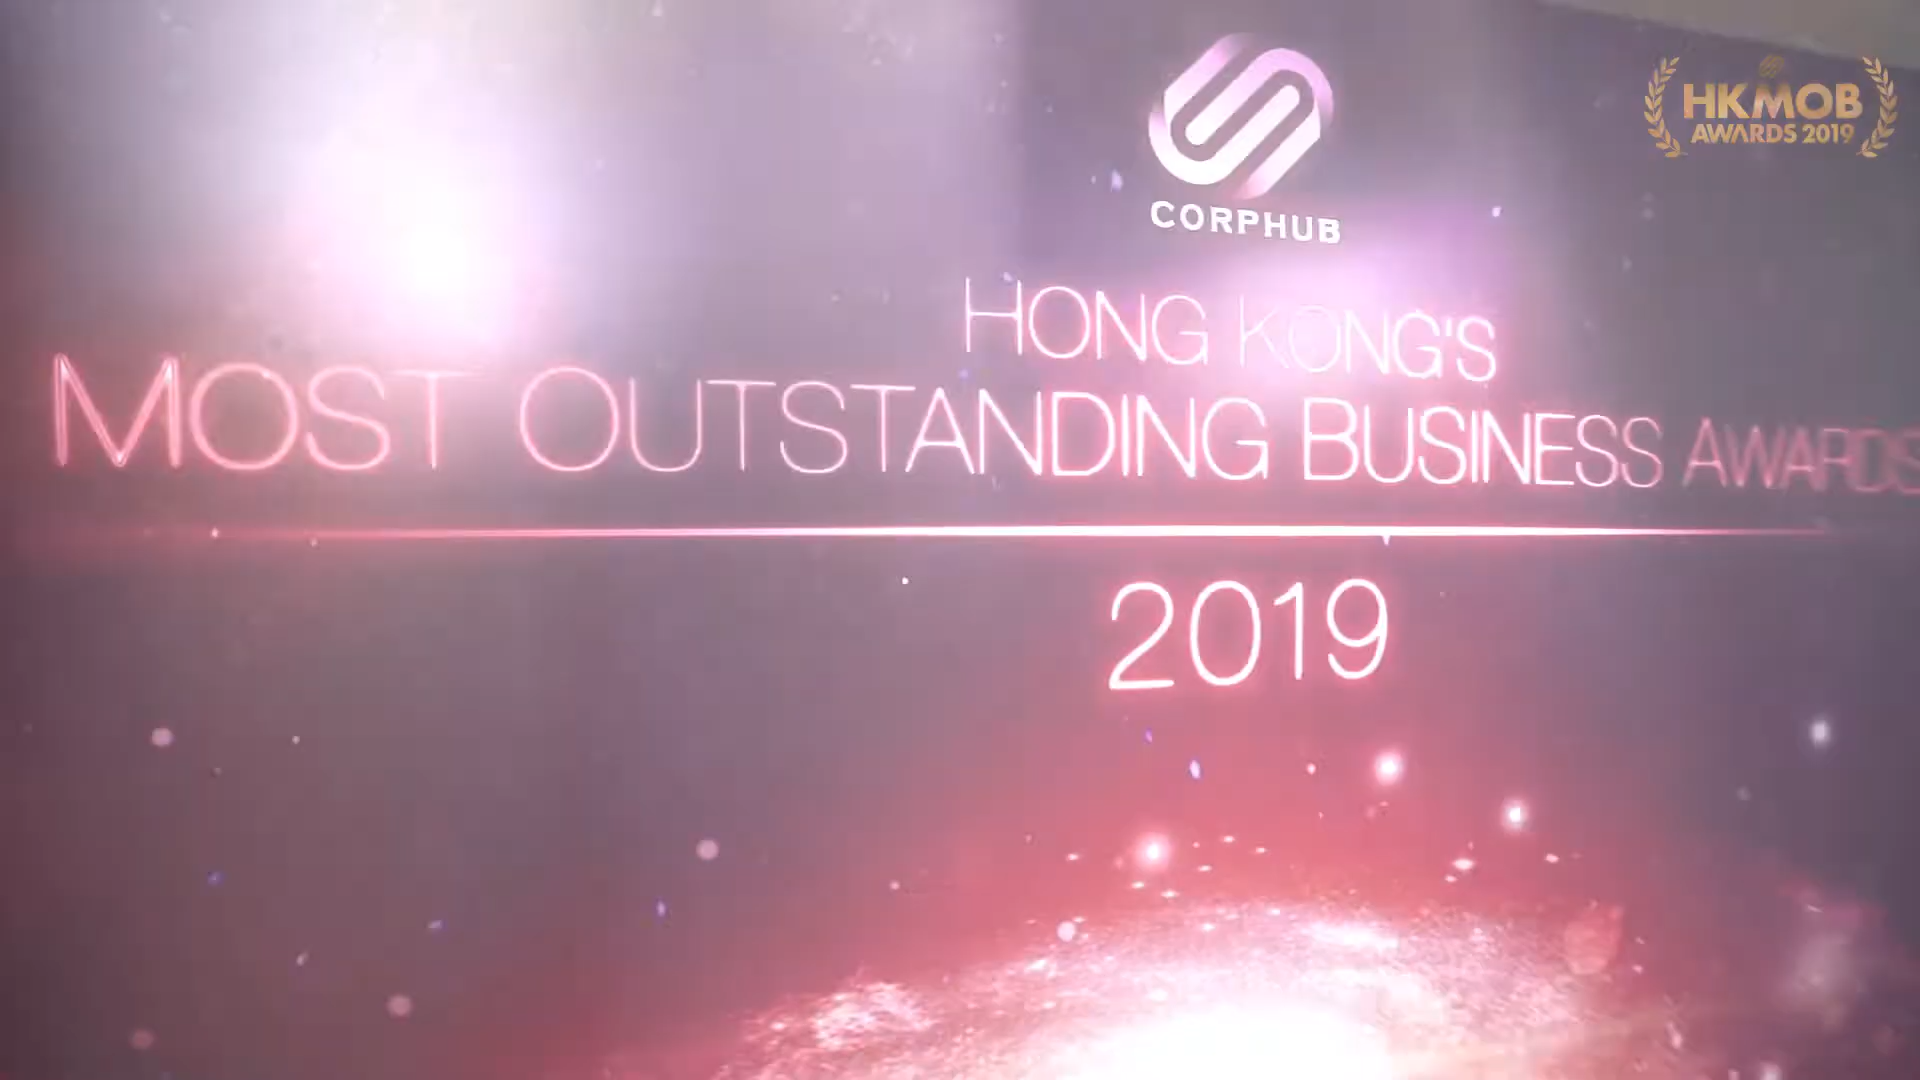 CORPHUB
HONG KONG'S
MOST OUTSTANDING BUSINESS AWARDS
2019
HKMOB
AWARDS 2019